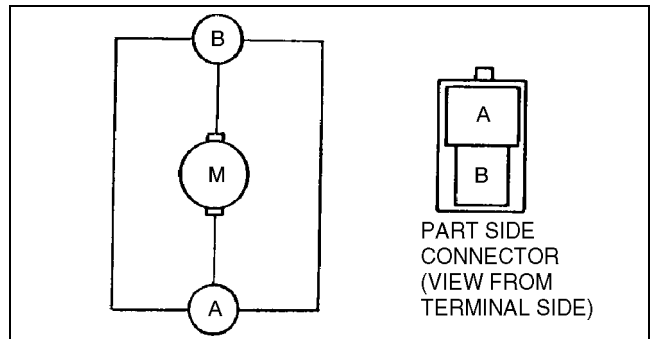 B
M
A
A
B
PART SIDE
CONNECTOR
(VIEW FROM
TERMINAL SIDE)